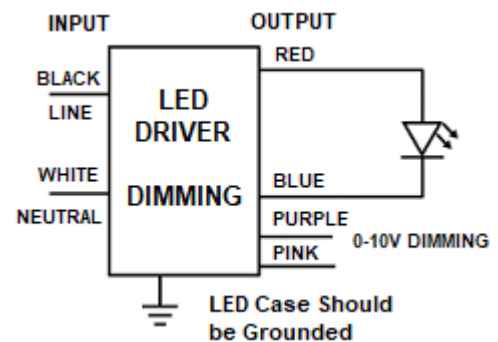 INPUT
OUTPUT
RED
BLACK
LINE
LED
DRIVER
WHITE
DIMMING
NEUTRAL
BLUE
PURPLE
0-10V DIMMING
PINK
LED Case Should
be Grounded